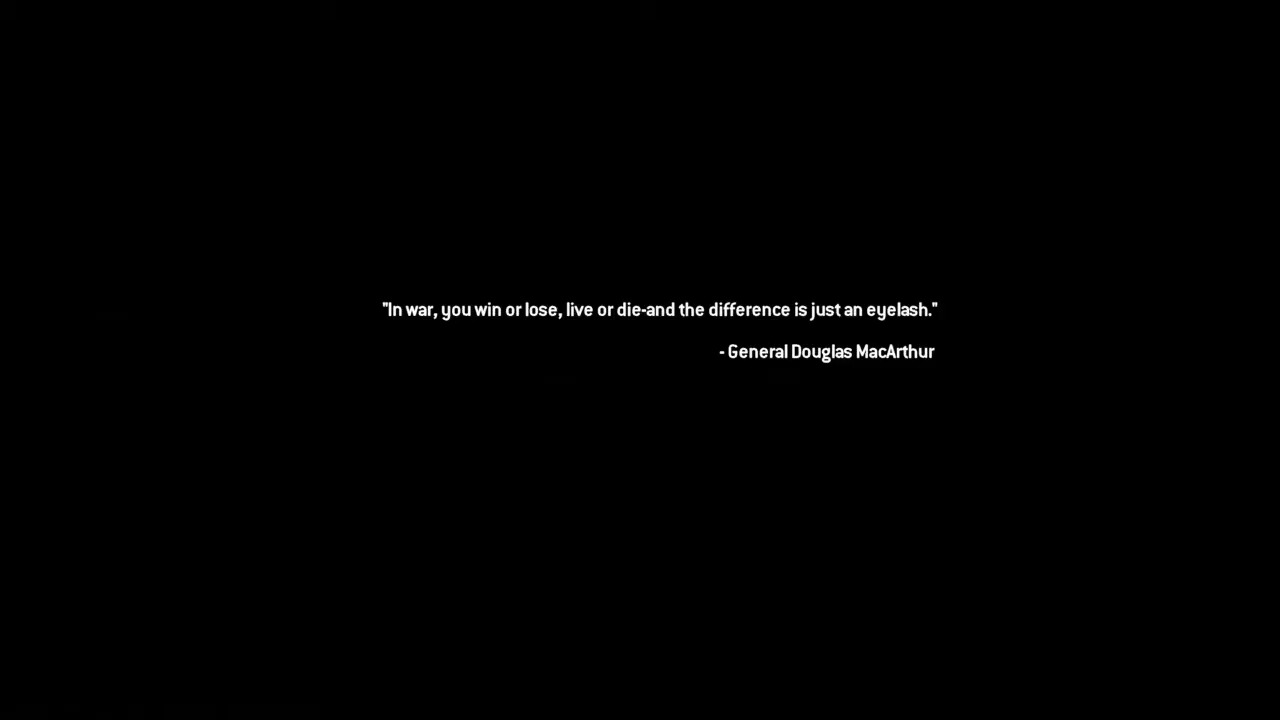 "In war, you win or lose, live or die-and the difference is just an eyelash."
- General Douglas MacArthur